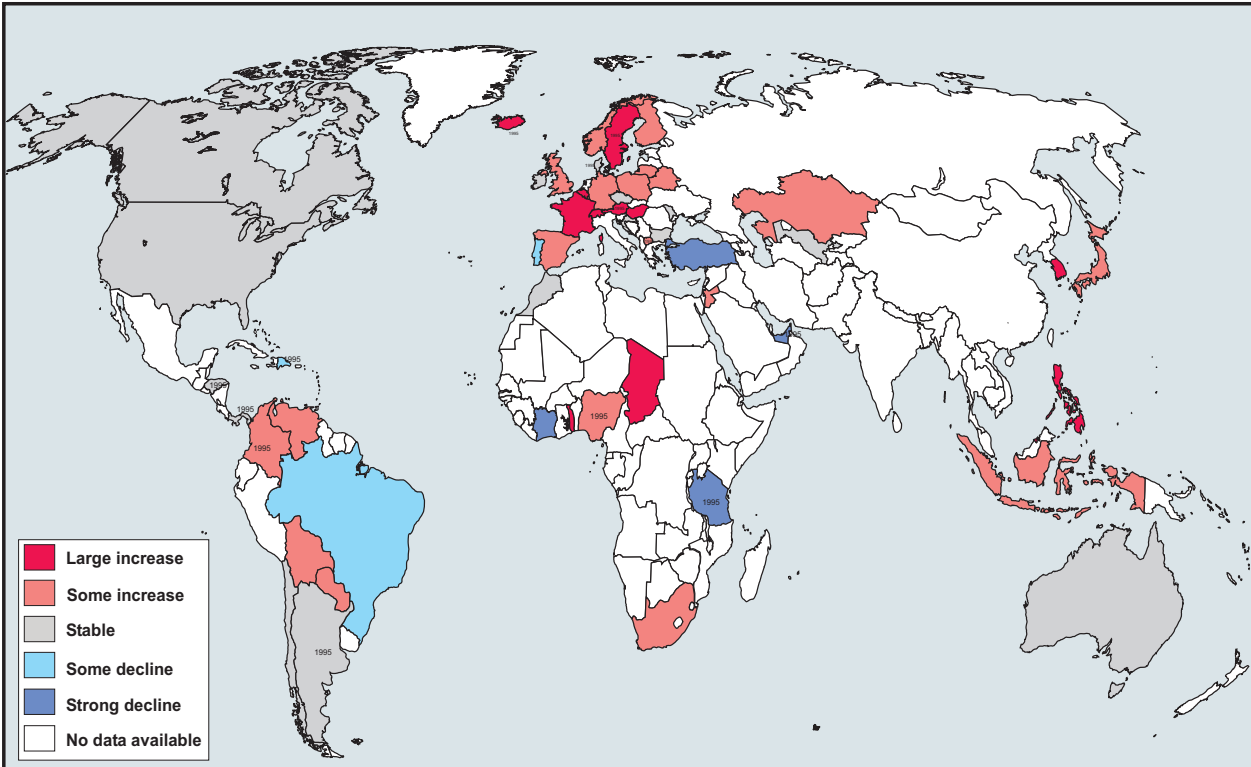 1995
1995
1995
1995
1995
1995
1995
Large increase
Some increase
Stable
Some decline
Strong decline
No data available